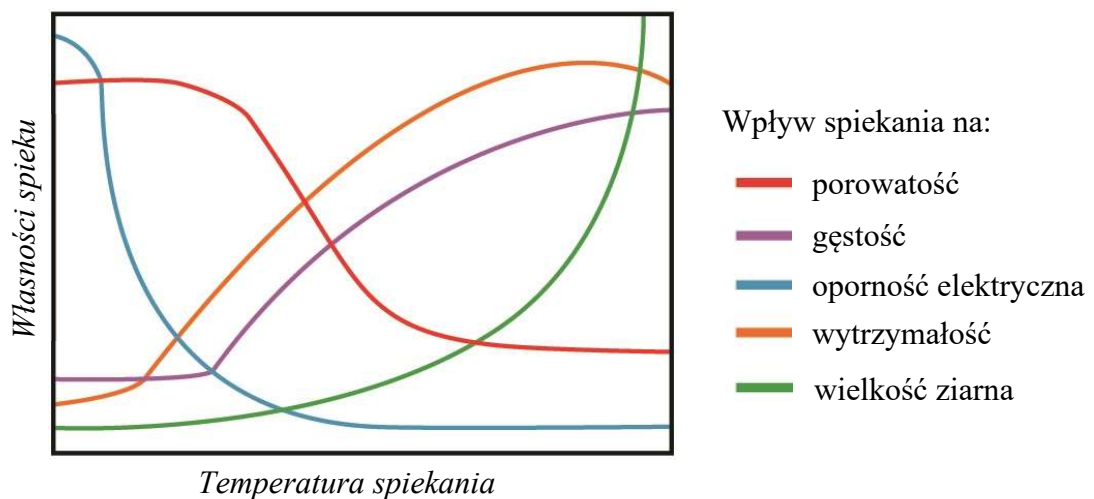 Własności spieku
Temperatura spiekania
Wpływ spiekania na:
porowatość
gęstość
oporność elektryczna
wytrzymałość
wielkość ziarna